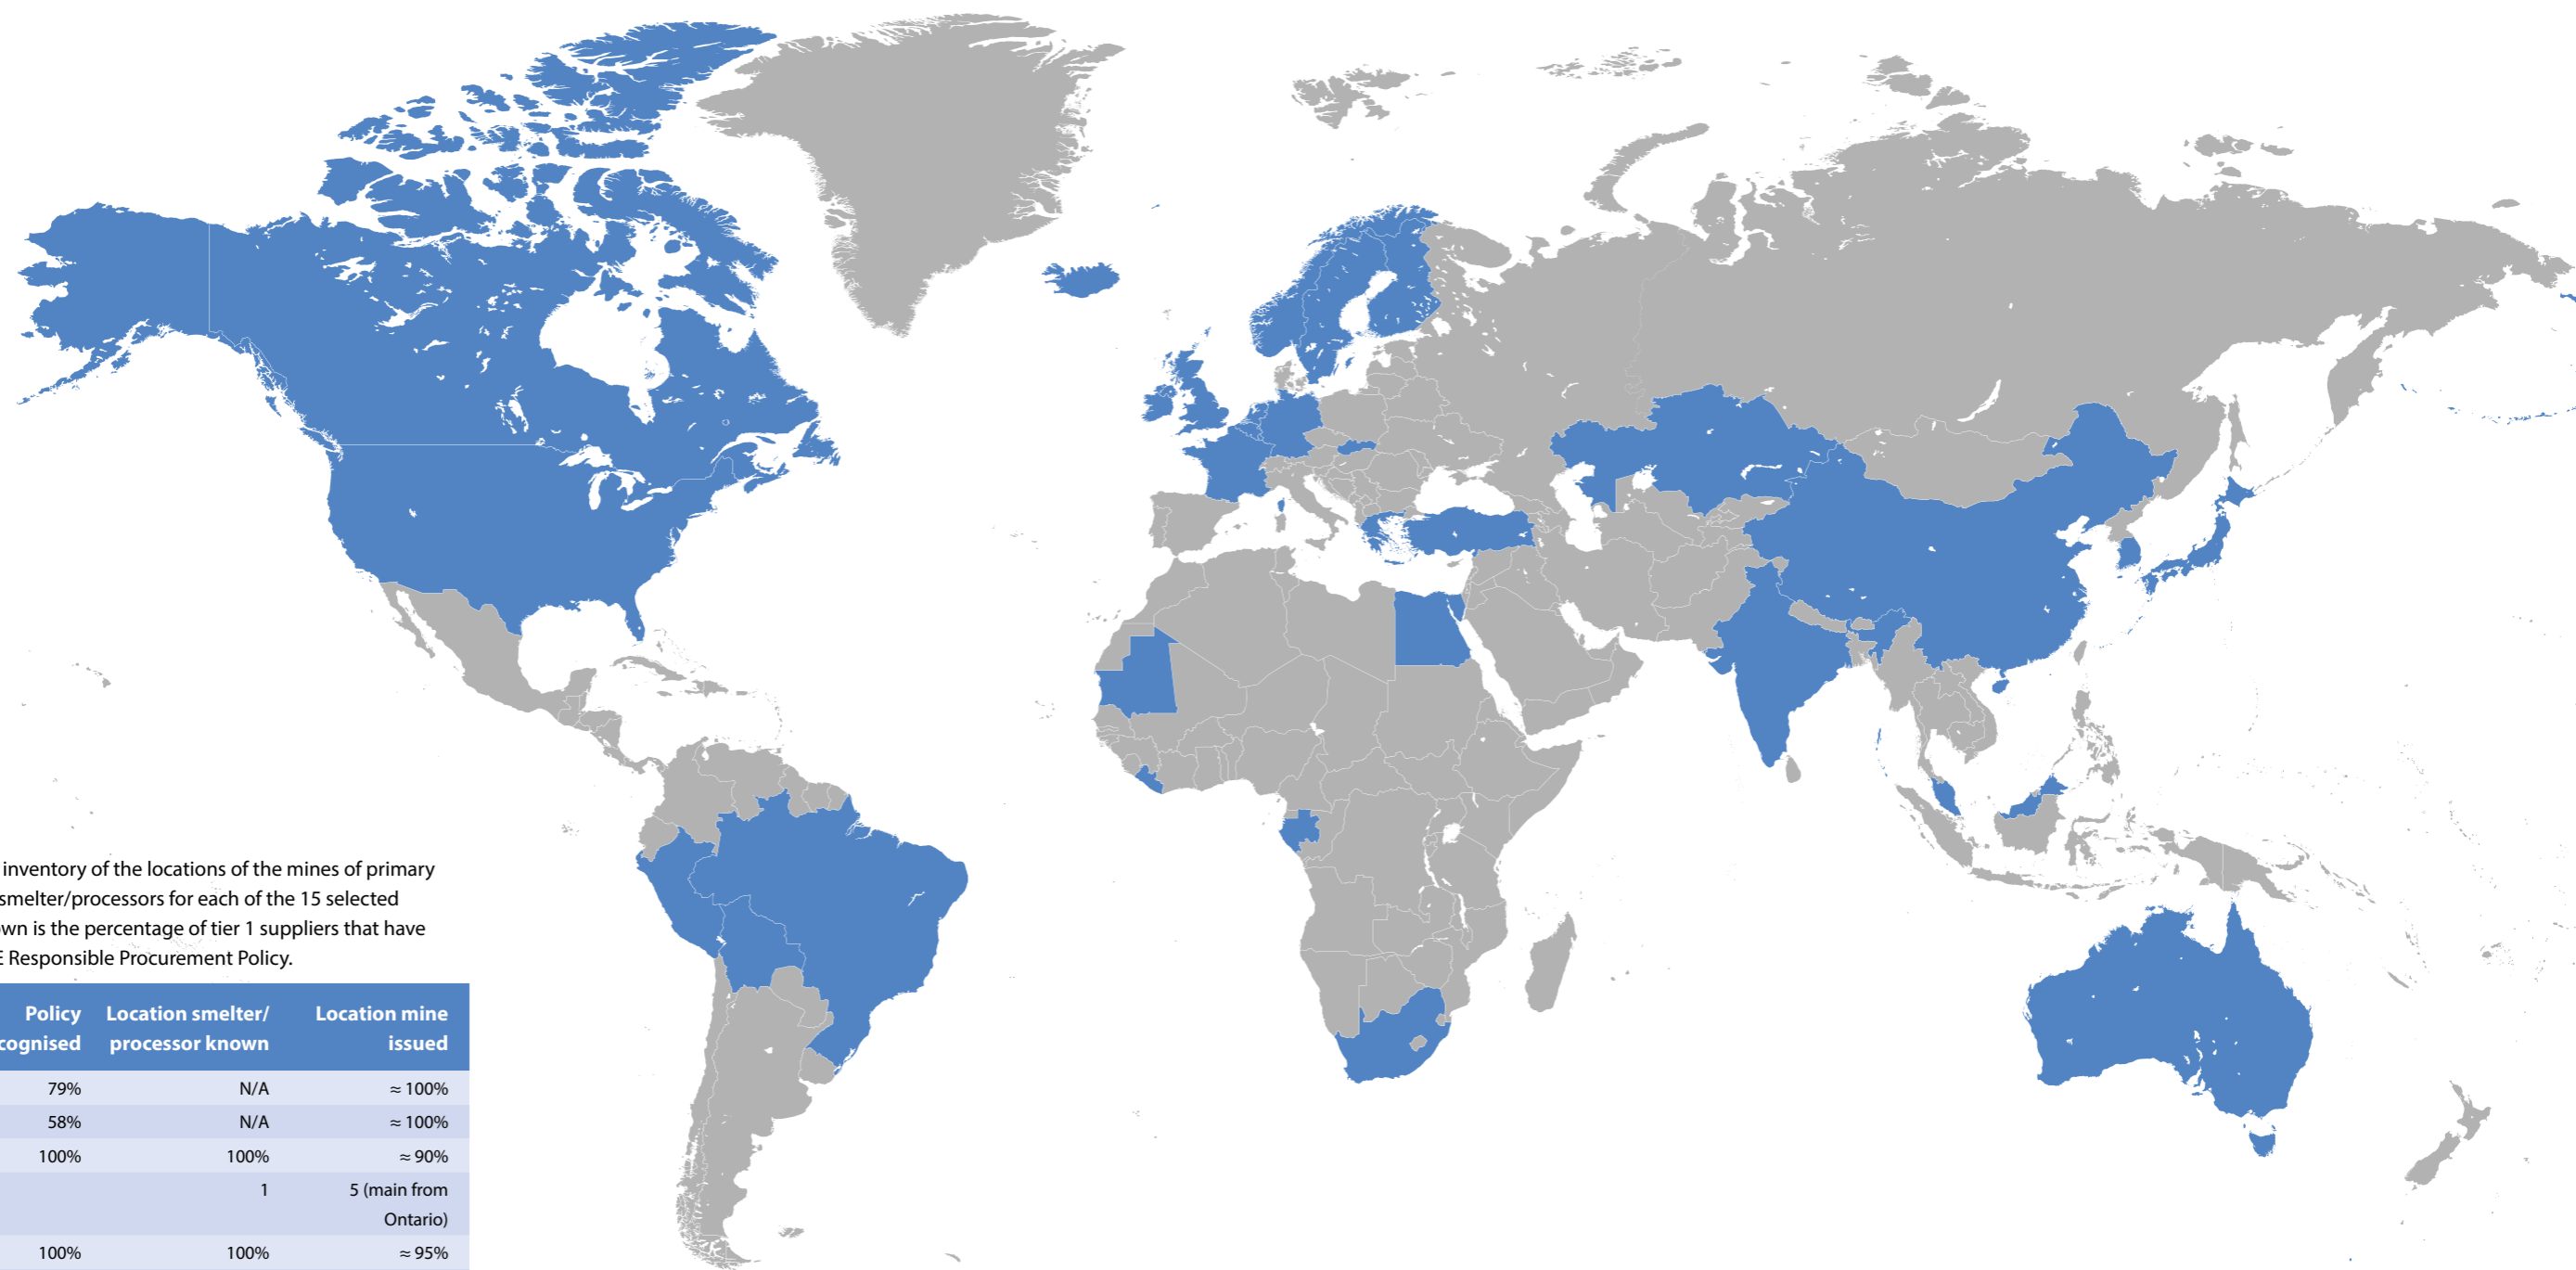 inventory of the locations of the mines of primary
smelter/processors for each of the 15 selected
wn is the percentage of tier 1 suppliers that have
E Responsible Procurement Policy.
Policy Location smelter/ Location mine
cognised processor known issued
79% N/A ≈ 100%
58% N/A ≈ 100%
100% 100% ≈ 90%
1 5 (main from
Ontario)
100% 100% ≈ 95%